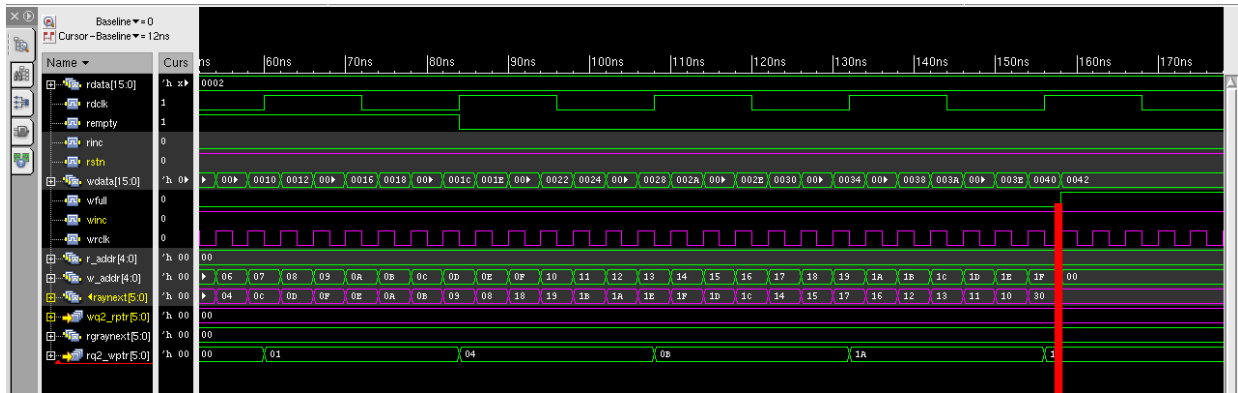 Baseline ▾ = 0
Cursor-Baseline ▾ = 12ns
Name ▾ Curs ns 60ns 70ns 80ns 90ns 100ns 110ns 120ns 130ns 140ns 150ns 160ns 170ns
rdata[15:0] 'h x 0002
rdclk 1
rempty 1
rinc 0
rstn 0
wdata[15:0] 'h 0 00 0010 0012 00 0016 0018 00 001C 001E 00 0022 0024 00 0028 002A 00 002E 0030 00 0034 00 0038 003A 00 003E 0040 0042
wfull 0
winc 0
wrclk 0
r_addr[4:0] 'h 00 00
w_addr[4:0] 'h 00 06 07 08 09 0A 0B 0C 0D 0E 0F 10 11 12 13 14 15 16 17 18 19 1A 1B 1C 1D 1E 1F 00
raynext[5:0] 'h 00 04 0C 0D 0F 0E 0A 0B 09 08 18 19 1B 1A 1E 1F 1D 1C 14 15 17 16 12 13 11 10 30
wq2_rptr[5:0] 'h 00 00
rgraynext[5:0] 'h 00 00
rq2_wptr[5:0] 'h 00 00 01 04 0B 1A